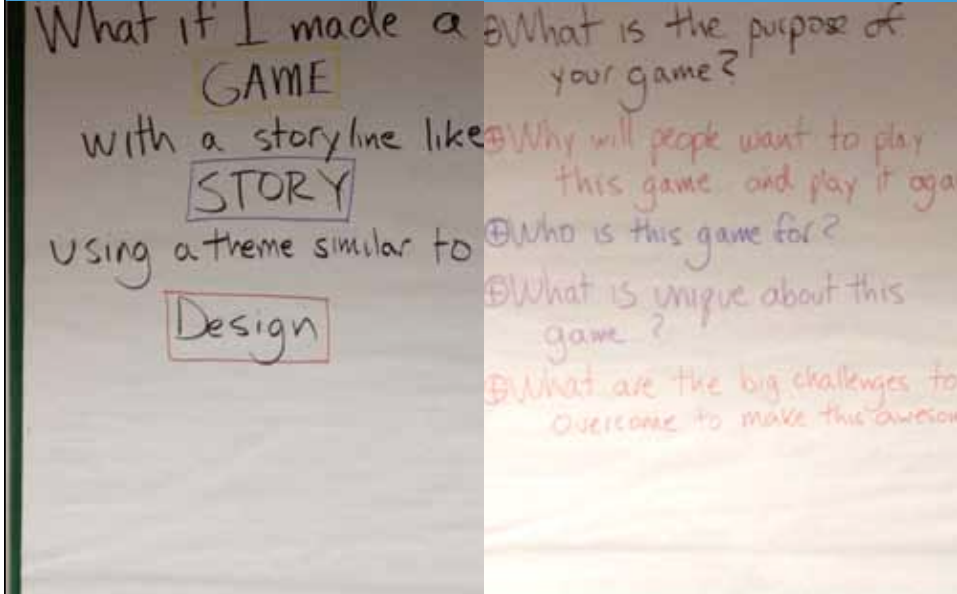 What if I made a
GAME
with a storyline like
STORY
using a theme similar to
Design
⊕What is the purpose of
your game?
⊕Why will people want to play
this game and play it aga
⊕Who is this game for?
⊕What is unique about this
game?
⊕What are the big challenges to
overcome to make this awesom